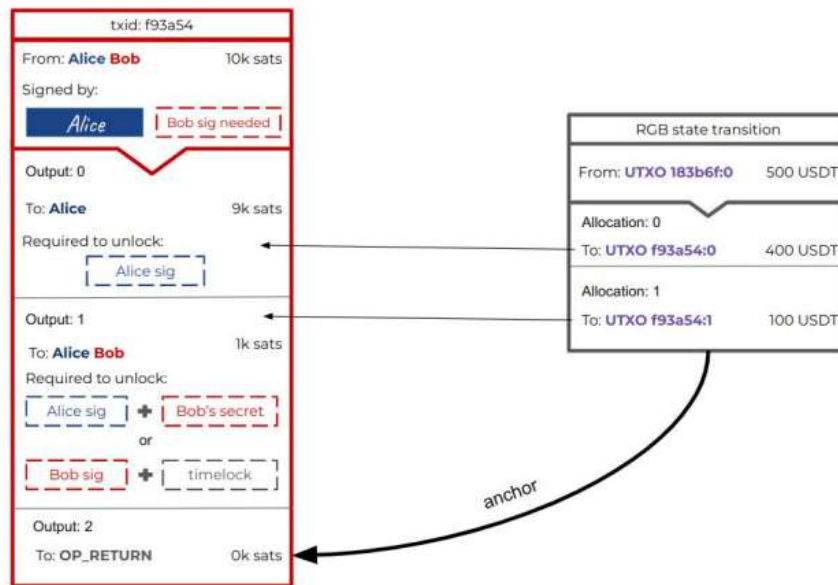 txid: f93a54
From: Alice Bob 10k sats
Signed by:
Alice Bob sig needed
Output: 0
To: Alice 9k sats
Required to unlock:
Alice sig
Output: 1
To: Alice Bob 1k sats
Required to unlock:
Alice sig + Bob's secret
or
Bob sig + timelock
Output: 2
To: OP_RETURN 0k sats
RGB state transition
From: UTXO 183b6f:0 500 USDT
Allocation: 0
To: UTXO f93a54:0 400 USDT
Allocation: 1
To: UTXO f93a54:1 100 USDT
anchor